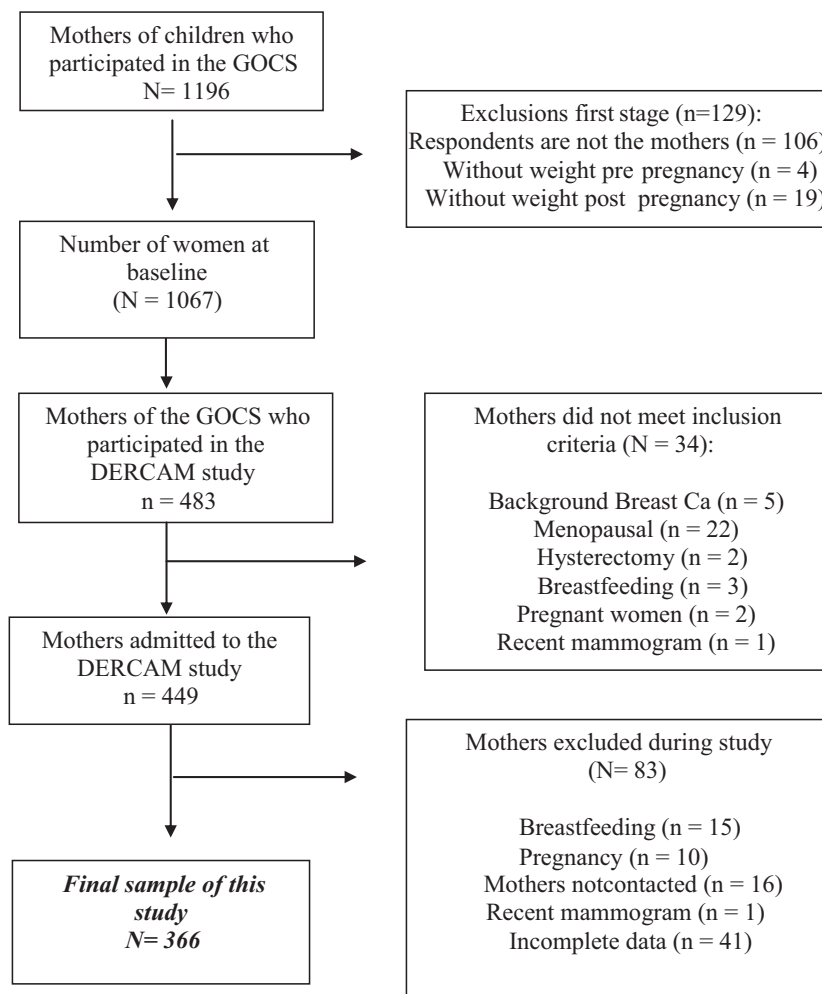 Mothers of children who
participated in the GOCS
N= 1196
Exclusions first stage (n=129):
Respondents are not the mothers (n = 106)
Without weight pre pregnancy (n = 4)
Without weight post pregnancy (n = 19)
Number of women at
baseline
(N = 1067)
Mothers of the GOCS who
participated in the
DERCAM study
n = 483
Mothers did not meet inclusion
criteria (N = 34):
Background Breast Ca (n = 5)
Menopausal (n = 22)
Hysterectomy (n = 2)
Breastfeeding (n = 3)
Pregnant women (n = 2)
Recent mammogram (n = 1)
Mothers admitted to the
DERCAM study
n = 449
Mothers excluded during study
(N= 83)
Breastfeeding (n = 15)
Pregnancy (n = 10)
Mothers notcontacted (n = 16)
Recent mammogram (n = 1)
Incomplete data (n = 41)
Final sample of this
study
N= 366